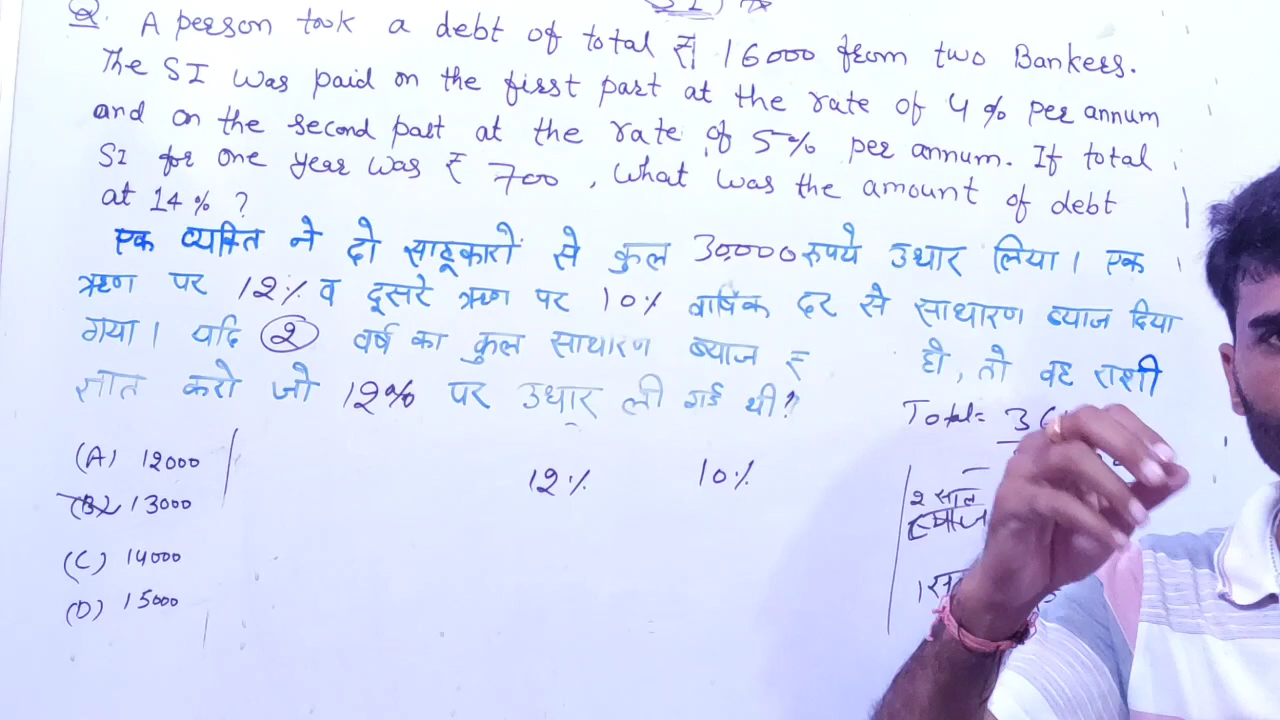 Q. A person took a debt of total ₹ 16000 from two Bankers.
The SI was paid on the first part at the rate of 4% per annum
and on the second part at the rate of 5% per annum. If total
SI for one year was ₹ 700, what was the amount of debt
at 14% ?
एक व्यक्ति ने दो साहूकारों से कुल 30,000 रुपये उधार लिया। एक
ऋण पर 12% व दूसरे ऋण पर 10% वार्षिक दर से साधारण ब्याज दिया
गया। यदि 2 वर्ष का कुल साधारण ब्याज ₹ हो, तो वह राशी
ज्ञात करो जो 12% पर उधार ली गई थी?
Total= 3
(A) 12000
12% 10%
(B) 13000
2 साल
ब्याज
(C) 14000
(D) 15000